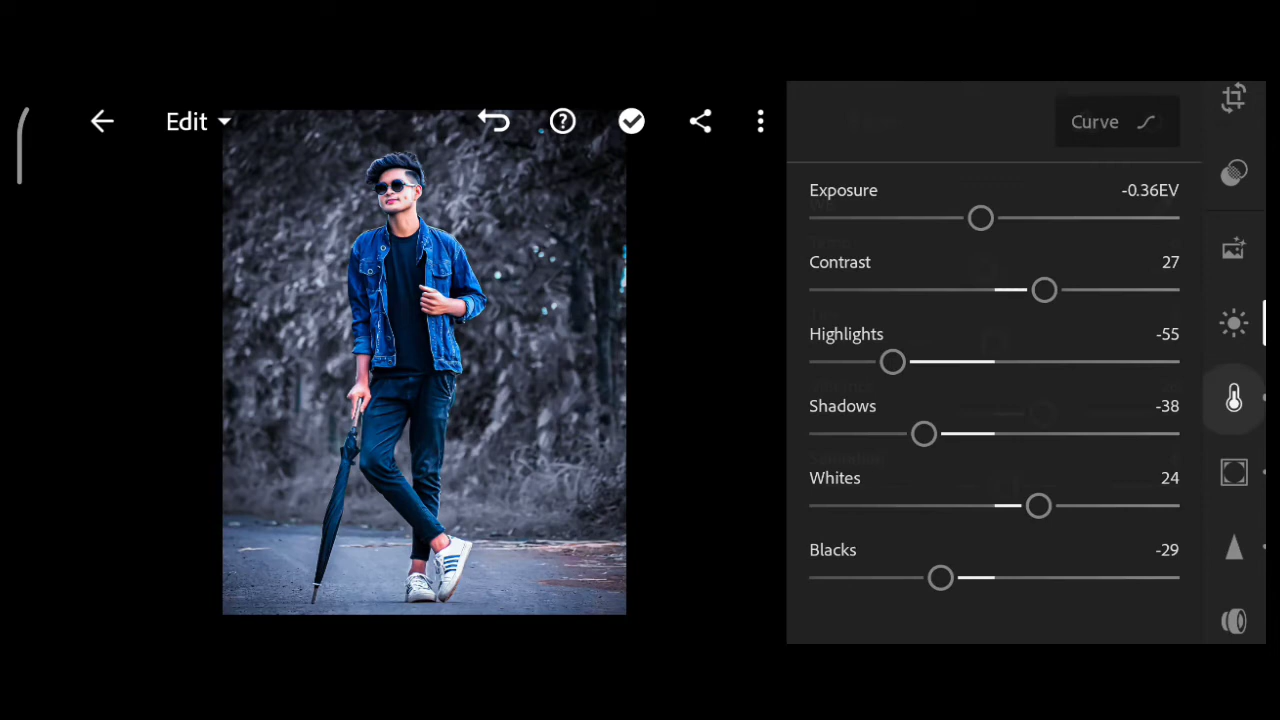 Edit
Curve
Exposure -0.36EV
Contrast 27
Highlights -55
Shadows -38
Whites 24
Blacks -29